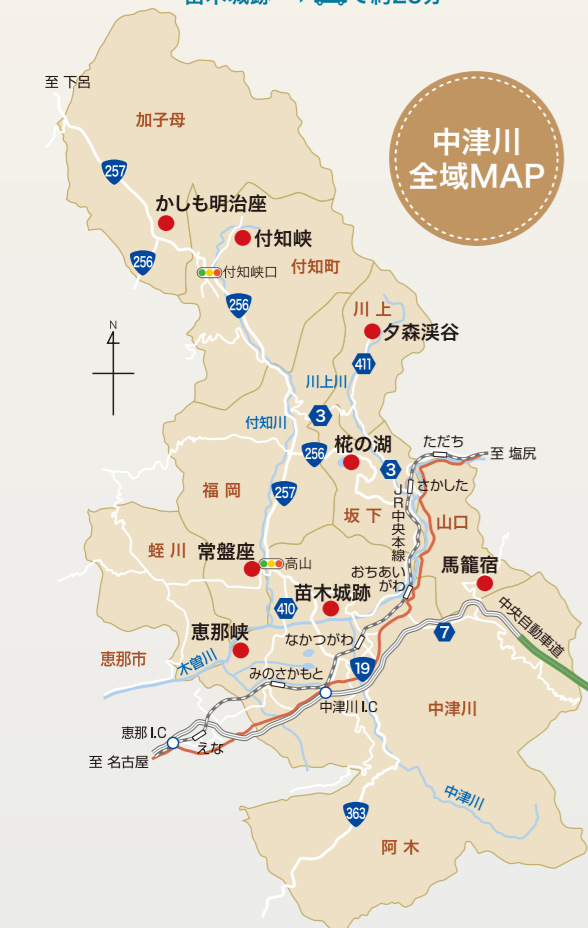 至 下呂
加子母
中津川
全域MAP
257
かしも明治座
付知峡
256
付知峡口
付知町
256
川 上
夕森渓谷
N
411
川上川
3
付知川
256
椛の湖
3
ただち
至 塩尻
さかした
257
福 岡
坂 下
JR中央本線
山口
蛭 川
常盤座
高山
おちあい
がわ
馬籠宿
410
苗木城跡
中央自動車道
恵那峡
なかつがわ
7
恵那市
木曽川
みのさかもと
19
中津川 I.C
中津川
恵那 I.C
えな
至 名古屋
中津川
363
阿 木